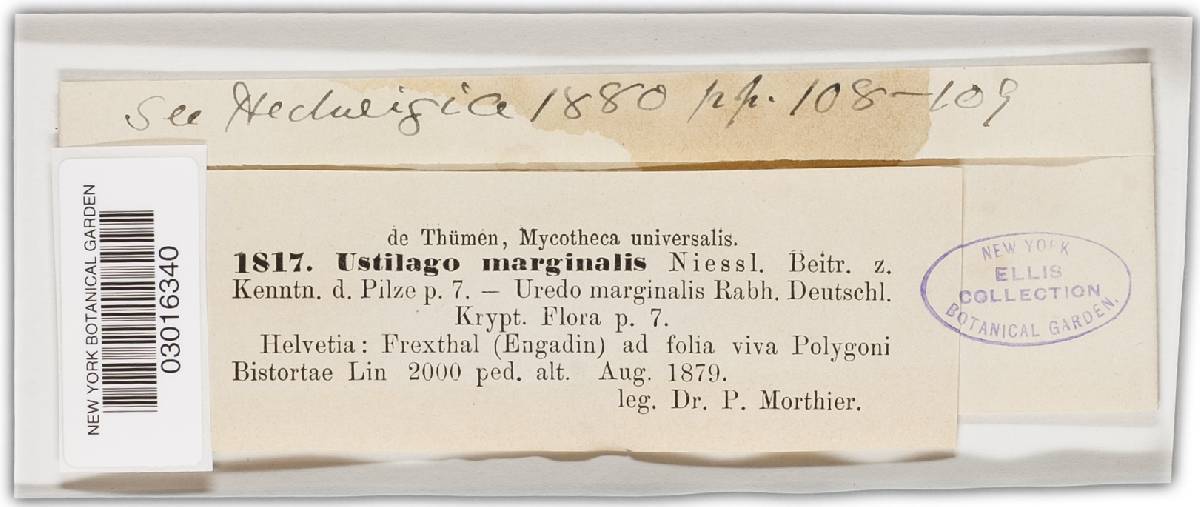 See Hedwigia 1880 pp. 108–109
NEW YORK BOTANICAL GARDEN
03016340
de Thümen, Mycotheca universalis.
1817. Ustilago marginalis Niessl. Beitr. z.
Kenntn. d. Pilze p. 7. — Uredo marginalis Rabh. Deutschl.
Krypt. Flora p. 7.
Helvetia: Frexthal (Engadin) ad folia viva Polygoni
Bistortae Lin 2000 ped. alt. Aug. 1879.
leg. Dr. P. Morthier.
NEW YORK
ELLIS
COLLECTION
BOTANICAL GARDEN.